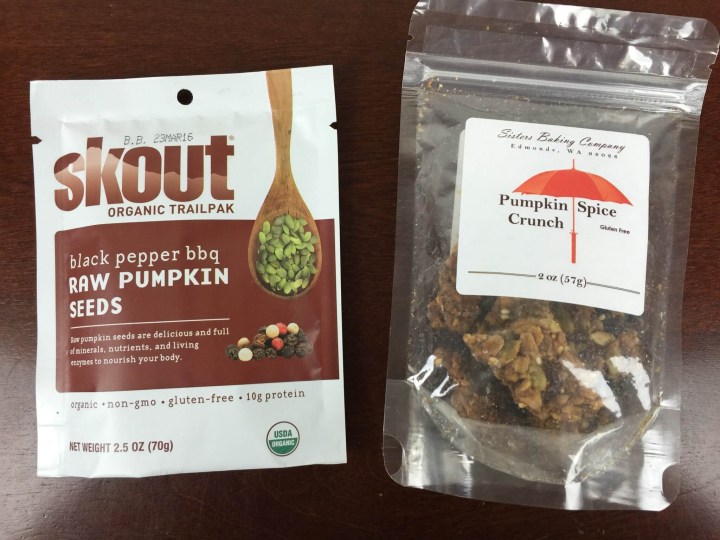 B.B. 23MAR16
skout®
ORGANIC TRAILPAK
black pepper bbq
RAW PUMPKIN
SEEDS
Raw pumpkin seeds are delicious and full
of minerals, nutrients, and living
enzymes to nourish your body.
organic • non-gmo • gluten-free • 10g protein
NET WEIGHT 2.5 OZ (70g)
USDA
ORGANIC
Sisters Baking Company
Edmonds, WA
Pumpkin Spice
Crunch
Gluten Free
2 oz (57g)